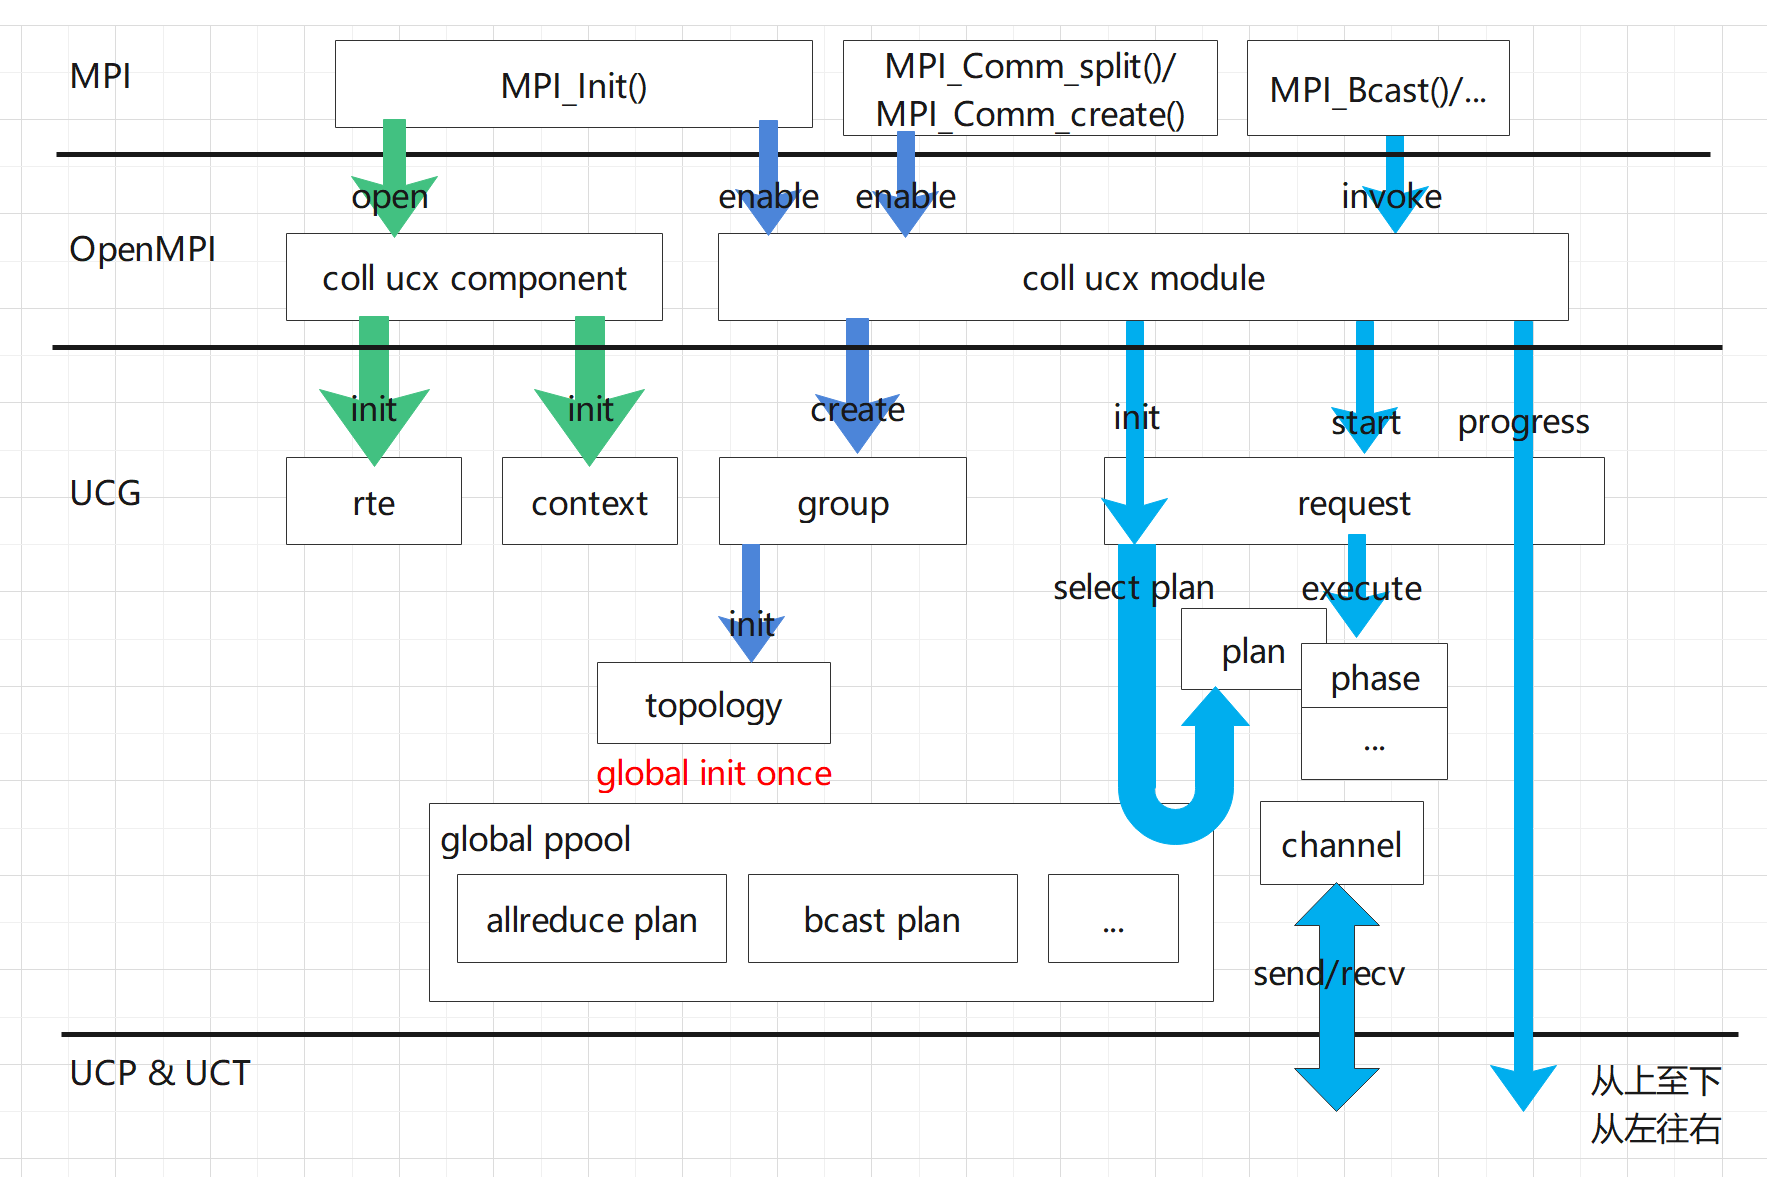 MPI
MPI_Init()
MPI_Comm_split()/
MPI_Comm_create()
MPI_Bcast()/...
open
enable
enable
invoke
OpenMPI
coll ucx component
coll ucx module
init
init
create
init
start
progress
UCG
rte
context
group
request
select plan
execute
init
plan
phase
...
topology
global init once
global ppool
channel
allreduce plan
bcast plan
...
send/recv
UCP & UCT
从上至下
从左往右